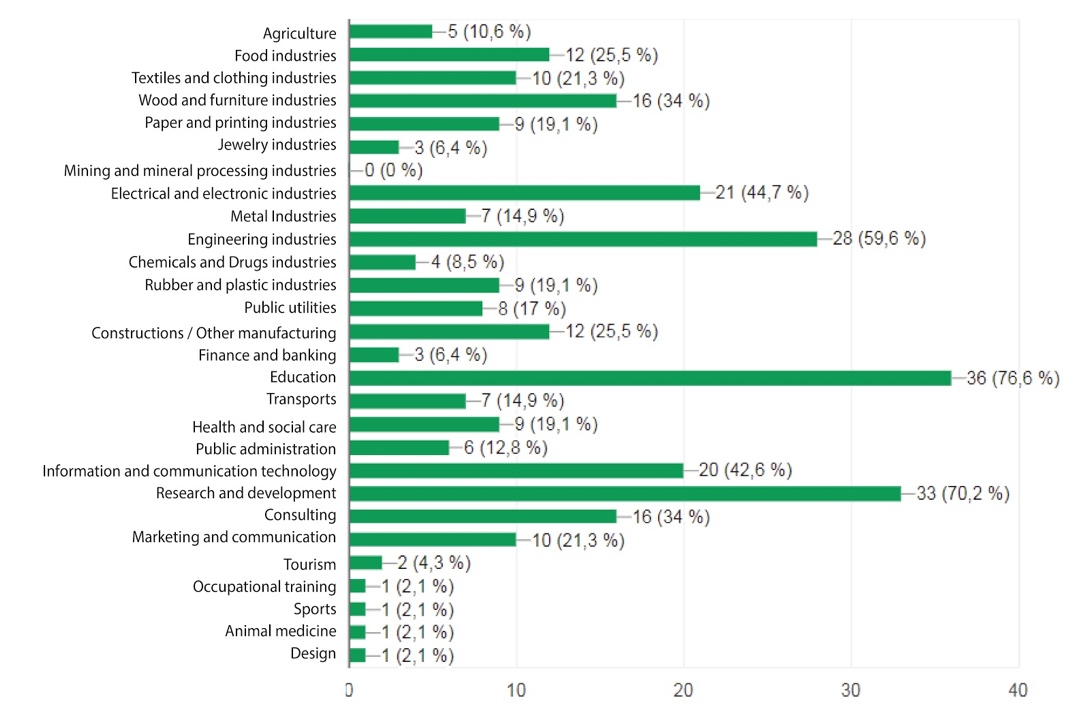 Agriculture 5 (10,6 %)
Food industries 12 (25,5 %)
Textiles and clothing industries 10 (21,3 %)
Wood and furniture industries 16 (34 %)
Paper and printing industries 9 (19,1 %)
Jewelry industries 3 (6,4 %)
Mining and mineral processing industries 0 (0 %)
Electrical and electronic industries 21 (44,7 %)
Metal Industries 7 (14,9 %)
Engineering industries 28 (59,6 %)
Chemicals and Drugs industries 4 (8,5 %)
Rubber and plastic industries 9 (19,1 %)
Public utilities 8 (17 %)
Constructions / Other manufacturing 12 (25,5 %)
Finance and banking 3 (6,4 %)
Education 36 (76,6 %)
Transports 7 (14,9 %)
Health and social care 9 (19,1 %)
Public administration 6 (12,8 %)
Information and communication technology 20 (42,6 %)
Research and development 33 (70,2 %)
Consulting 16 (34 %)
Marketing and communication 10 (21,3 %)
Tourism 2 (4,3 %)
Occupational training 1 (2,1 %)
Sports 1 (2,1 %)
Animal medicine 1 (2,1 %)
Design 1 (2,1 %)
0 10 20 30 40